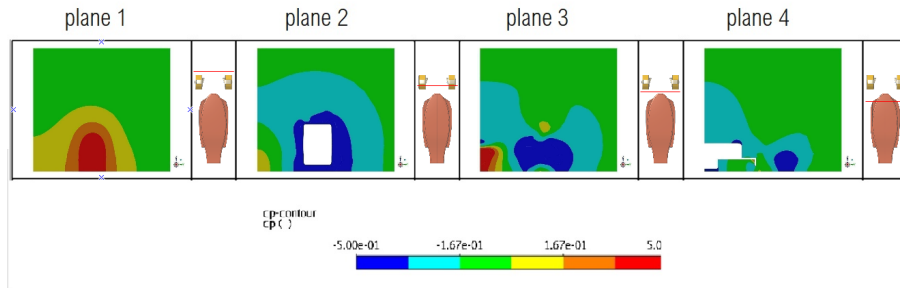 plane 1 plane 2 plane 3 plane 4
cp-contour
cp ( )
-5.00e-01 -1.67e-01 1.67e-01 5.0